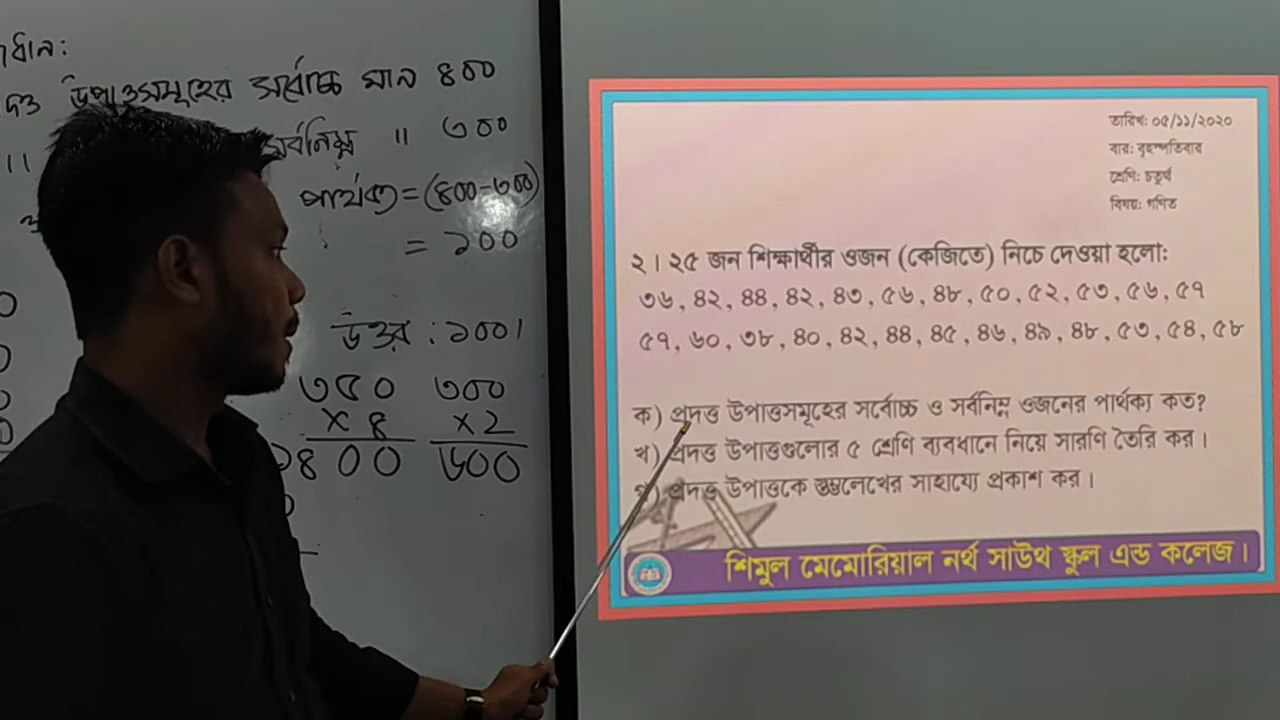 াধান:
দত্ত উপাত্তসমূহের সর্বোচ্চ মান ৪০০
" সর্বনিম্ন " ৩০০
পার্থক্য = (৪০০-৩০০)
= ১০০
উত্তর : ১০০।
৩৫০ ৩০০
× ৪ × ২
১৪০০ ৬০০
তারিখ: ০৫/১১/২০২০
বার: বৃহস্পতিবার
শ্রেণি: চতুর্থ
বিষয়: গণিত
২। ২৫ জন শিক্ষার্থীর ওজন (কেজিতে) নিচে দেওয়া হলো:
৩৬, ৪২, ৪৪, ৪২, ৪৩, ৫৬, ৪৮, ৫০, ৫২, ৫৩, ৫৬, ৫৭
৫৭, ৬০, ৩৮, ৪০, ৪২, ৪৪, ৪৫, ৪৬, ৪৯, ৪৮, ৫৩, ৫৪, ৫৮
ক) প্রদত্ত উপাত্তসমূহের সর্বোচ্চ ও সর্বনিম্ন ওজনের পার্থক্য কত?
খ) প্রদত্ত উপাত্তগুলোর ৫ শ্রেণি ব্যবধানে নিয়ে সারণি তৈরি কর।
গ) প্রদত্ত উপাত্তকে স্তম্ভলেখের সাহায্যে প্রকাশ কর।
শিমুল মেমোরিয়াল নর্থ সাউথ স্কুল এন্ড কলেজ।